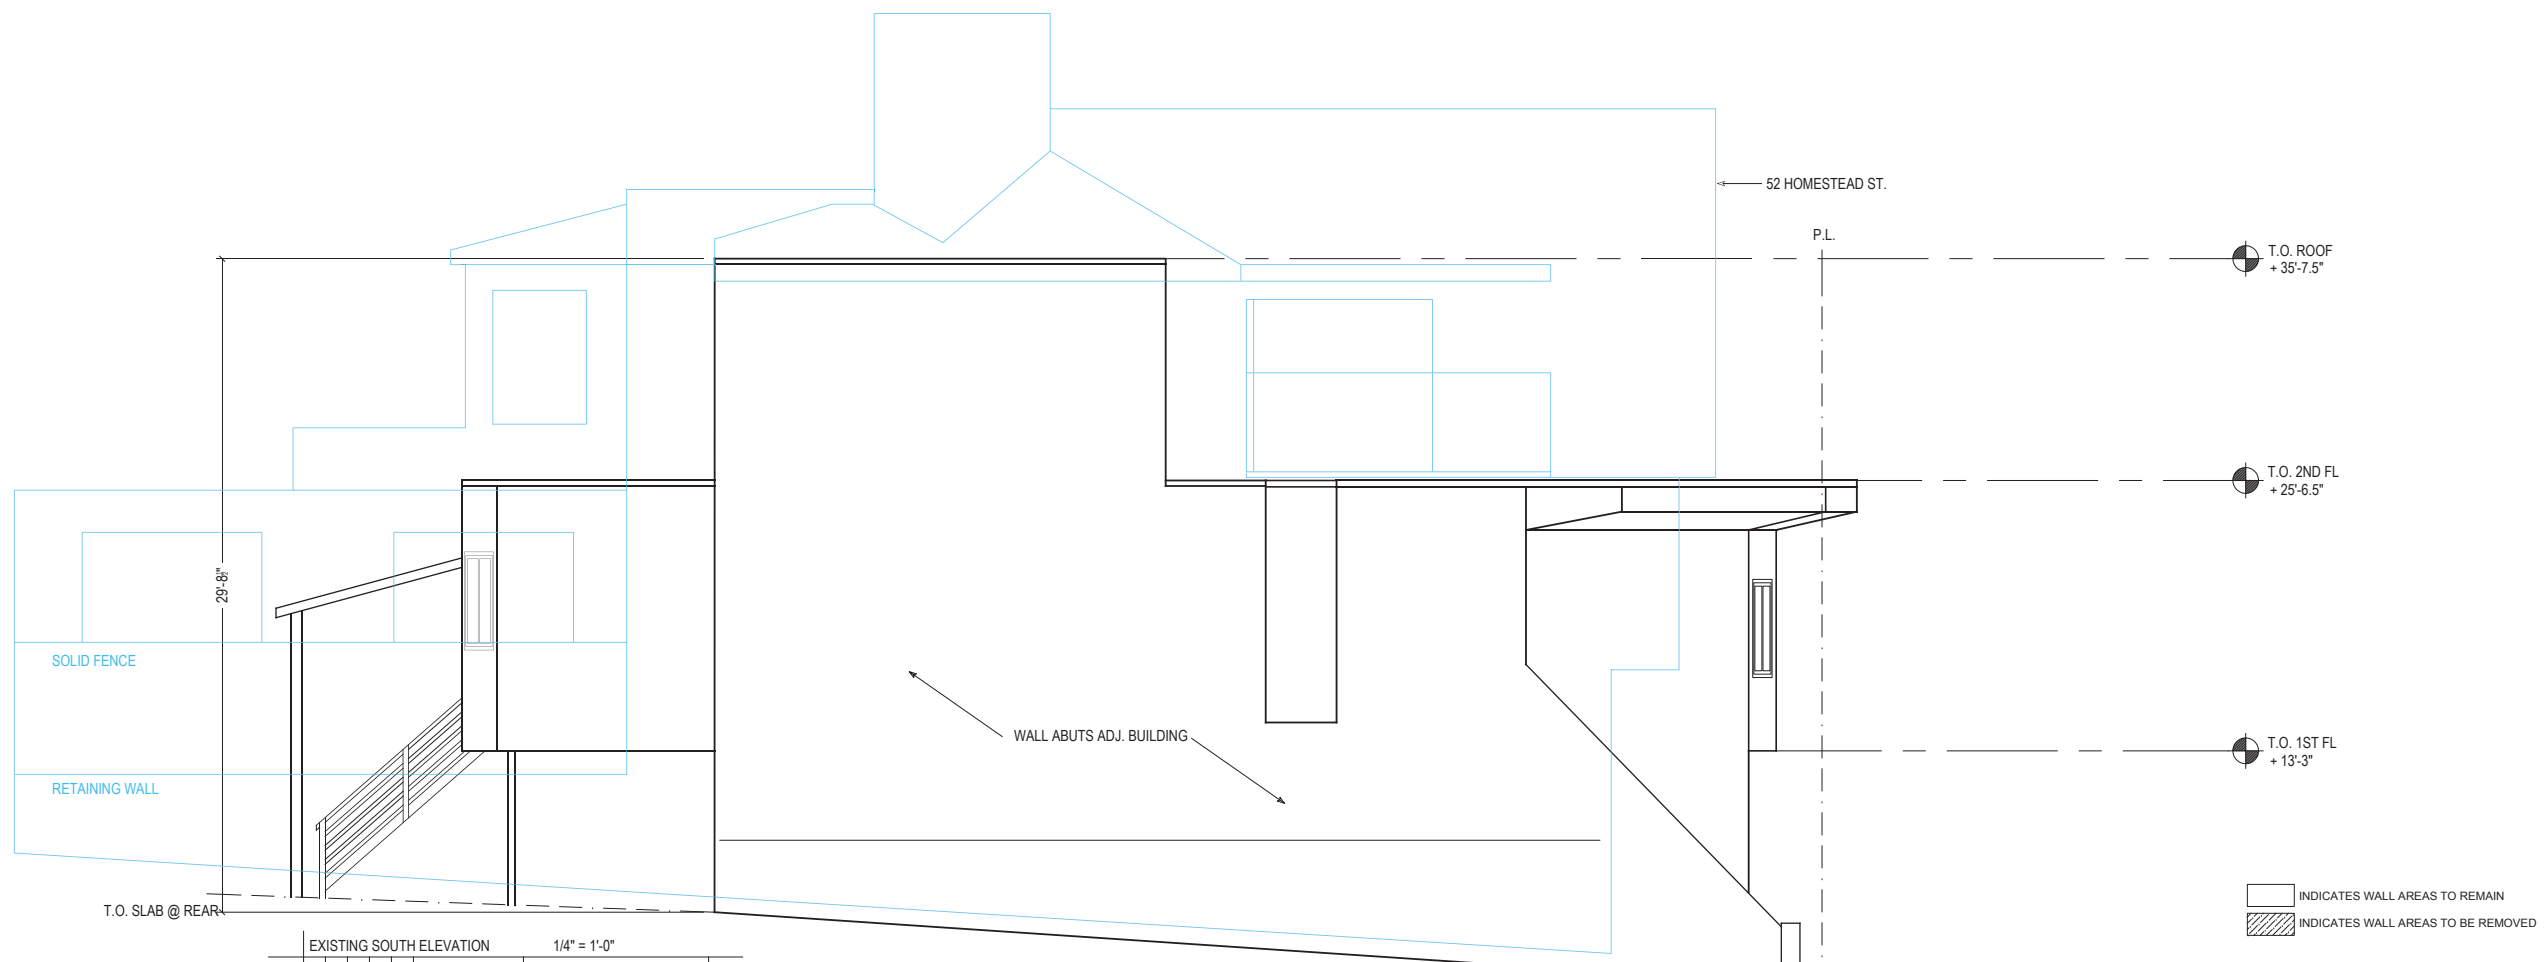 52 HOMESTEAD ST.
P.L.
T.O. ROOF
+ 35'-7.5"
T.O. 2ND FL
+ 25'-6.5"
29'-8½"
SOLID FENCE
WALL ABUTS ADJ. BUILDING
T.O. 1ST FL
+ 13'-3"
RETAINING WALL
T.O. SLAB @ REAR
INDICATES WALL AREAS TO REMAIN
INDICATES WALL AREAS TO BE REMOVED
EXISTING SOUTH ELEVATION 1/4" = 1'-0"